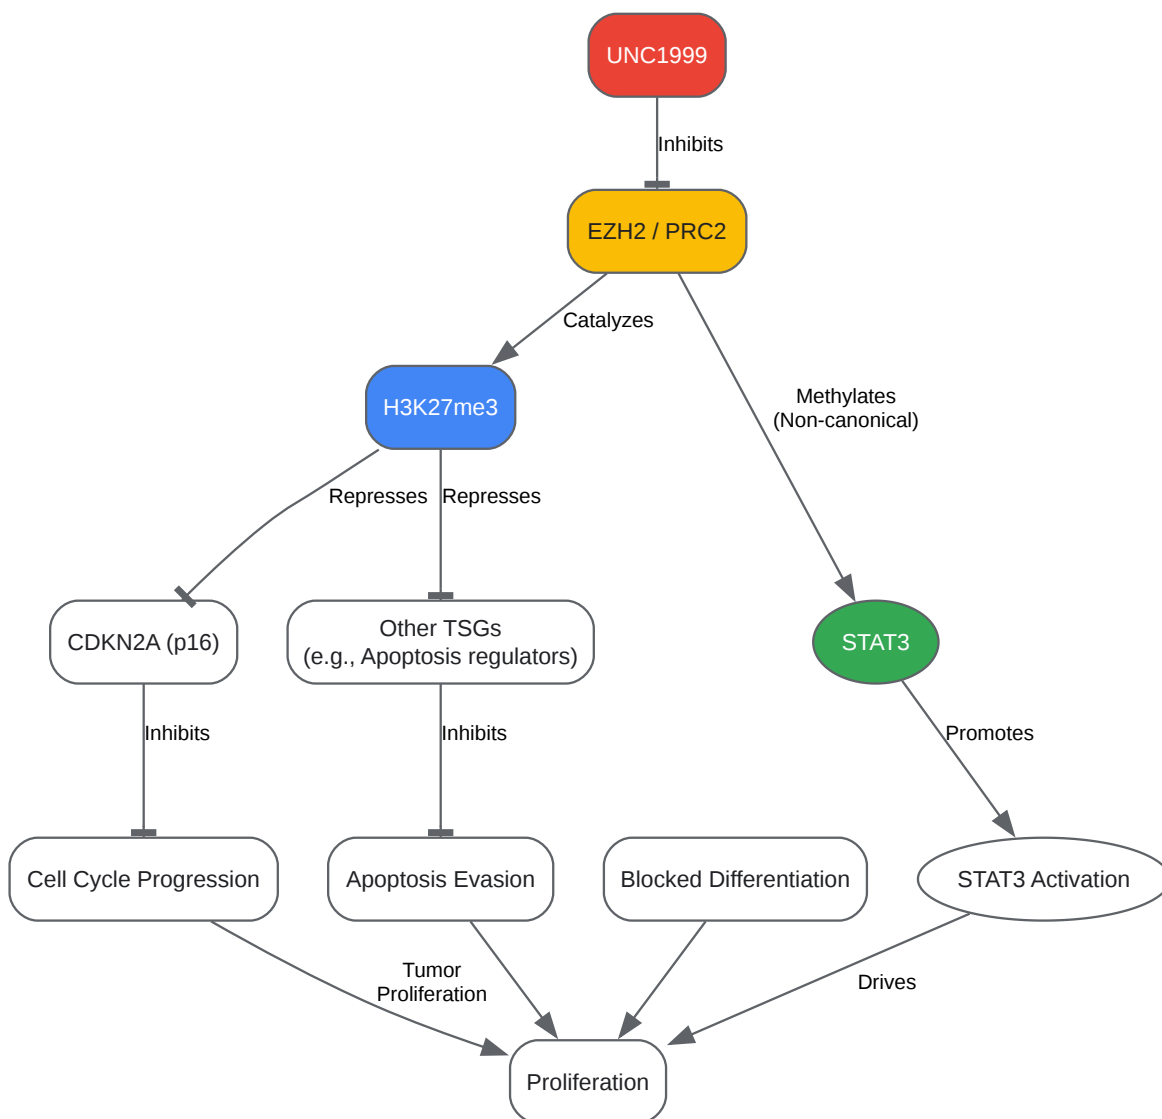 UNC1999
Inhibits
EZH2 / PRC2
Catalyzes
Methylates
(Non-canonical)
H3K27me3
Represses
Represses
CDKN2A (p16)
Other TSGs
(e.g., Apoptosis regulators)
STAT3
Inhibits
Inhibits
Promotes
Cell Cycle Progression
Apoptosis Evasion
Blocked Differentiation
STAT3 Activation
Tumor
Proliferation
Drives
Proliferation